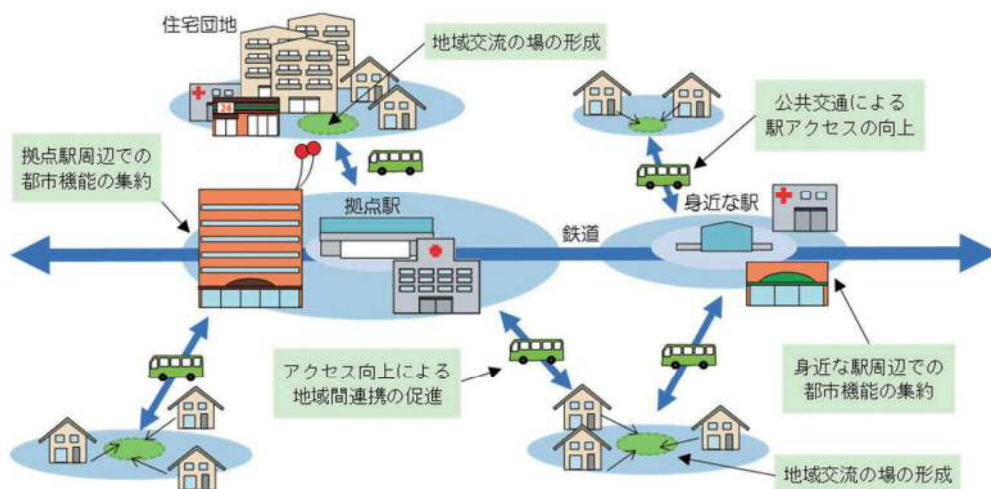 住宅団地
地域交流の場の形成
公共交通による
駅アクセスの向上
24
拠点駅周辺での
都市機能の集約
拠点駅
鉄道
身近な駅
アクセス向上による
地域間連携の促進
身近な駅周辺での
都市機能の集約
地域交流の場の形成